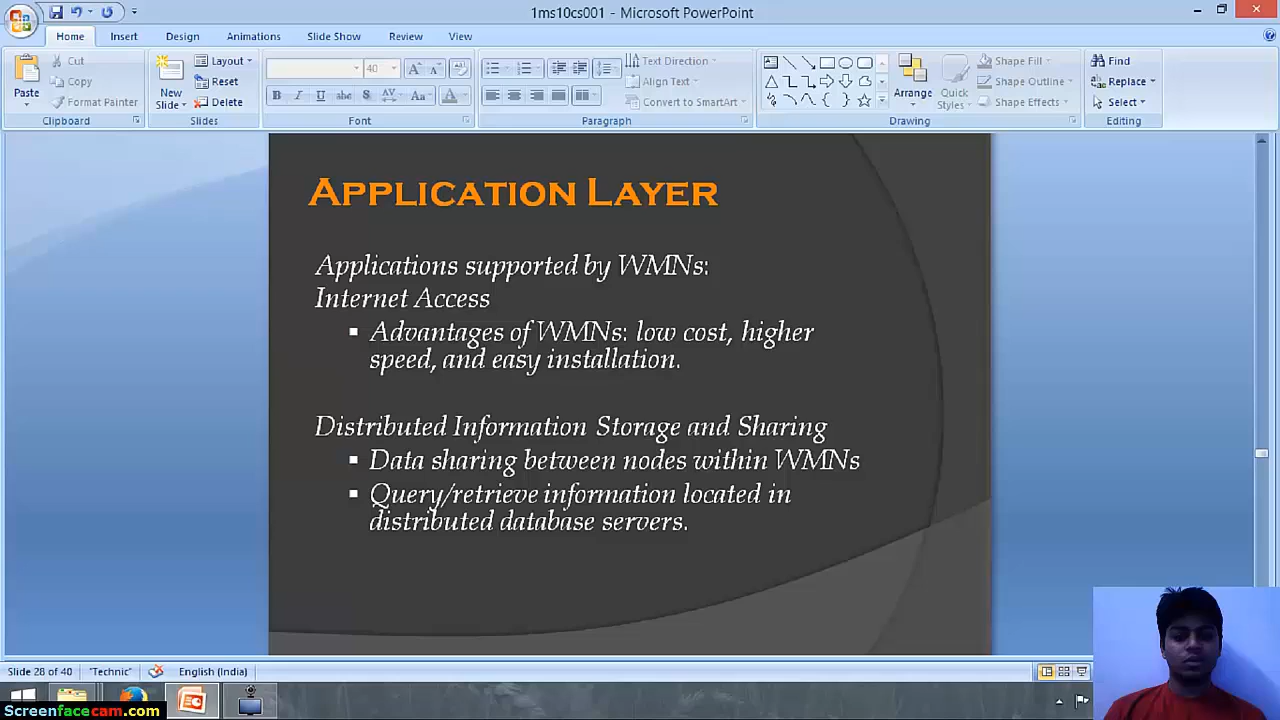 1ms10cs001 - Microsoft PowerPoint
Home Insert Design Animations Slide Show Review View
Cut
Copy
Format Painter
Paste
Clipboard
New Slide
Layout
Reset
Delete
Slides
40
B I U abc S AV Aa A
Font
Text Direction
Align Text
Convert to SmartArt
Paragraph
Arrange
Quick Styles
Shape Fill
Shape Outline
Shape Effects
Drawing
Find
Replace
Select
Editing
Application Layer
Applications supported by WMNs:
Internet Access
Advantages of WMNs: low cost, higher
speed, and easy installation.
Distributed Information Storage and Sharing
Data sharing between nodes within WMNs
Query/retrieve information located in
distributed database servers.
Slide 28 of 40 "Technic" English (India)
Screenfacecam.com